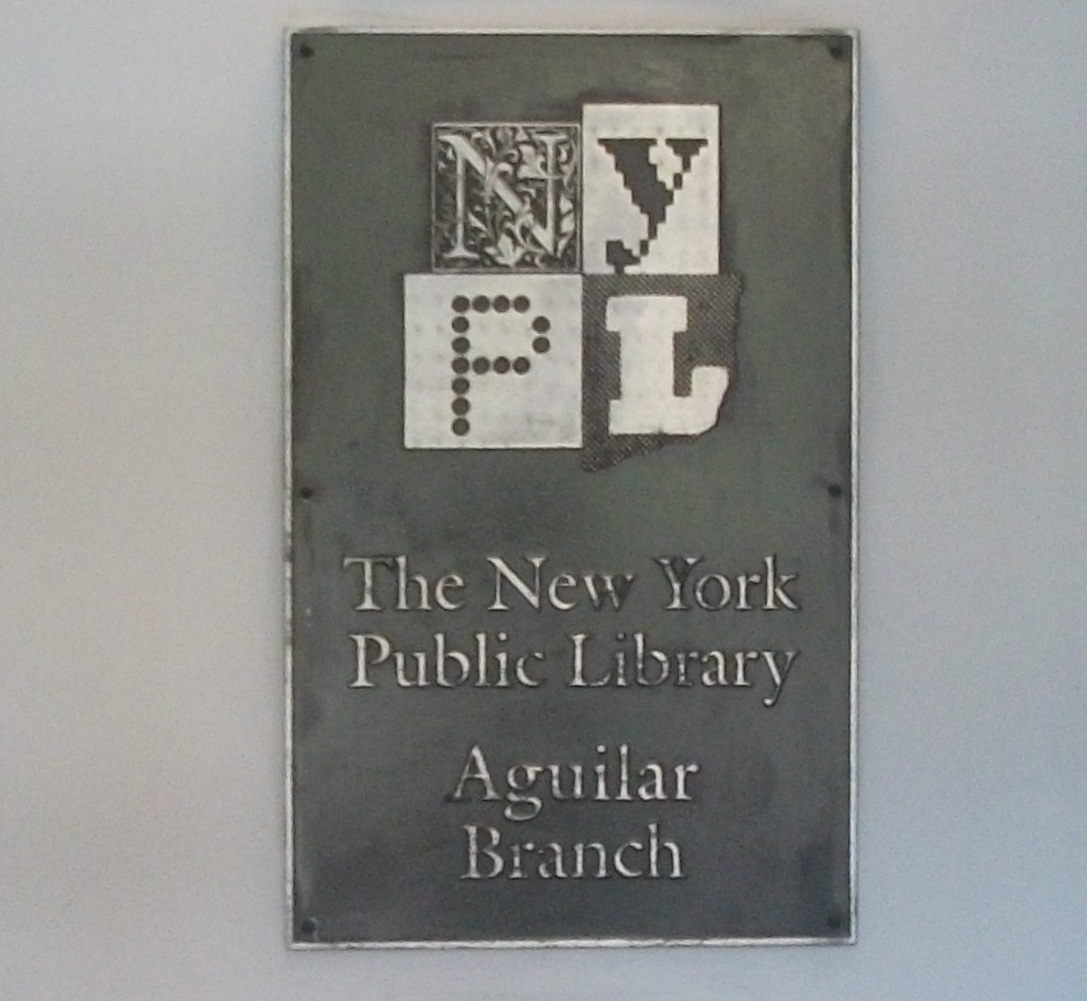 NY
PL
The New York
Public Library
Aguilar
Branch